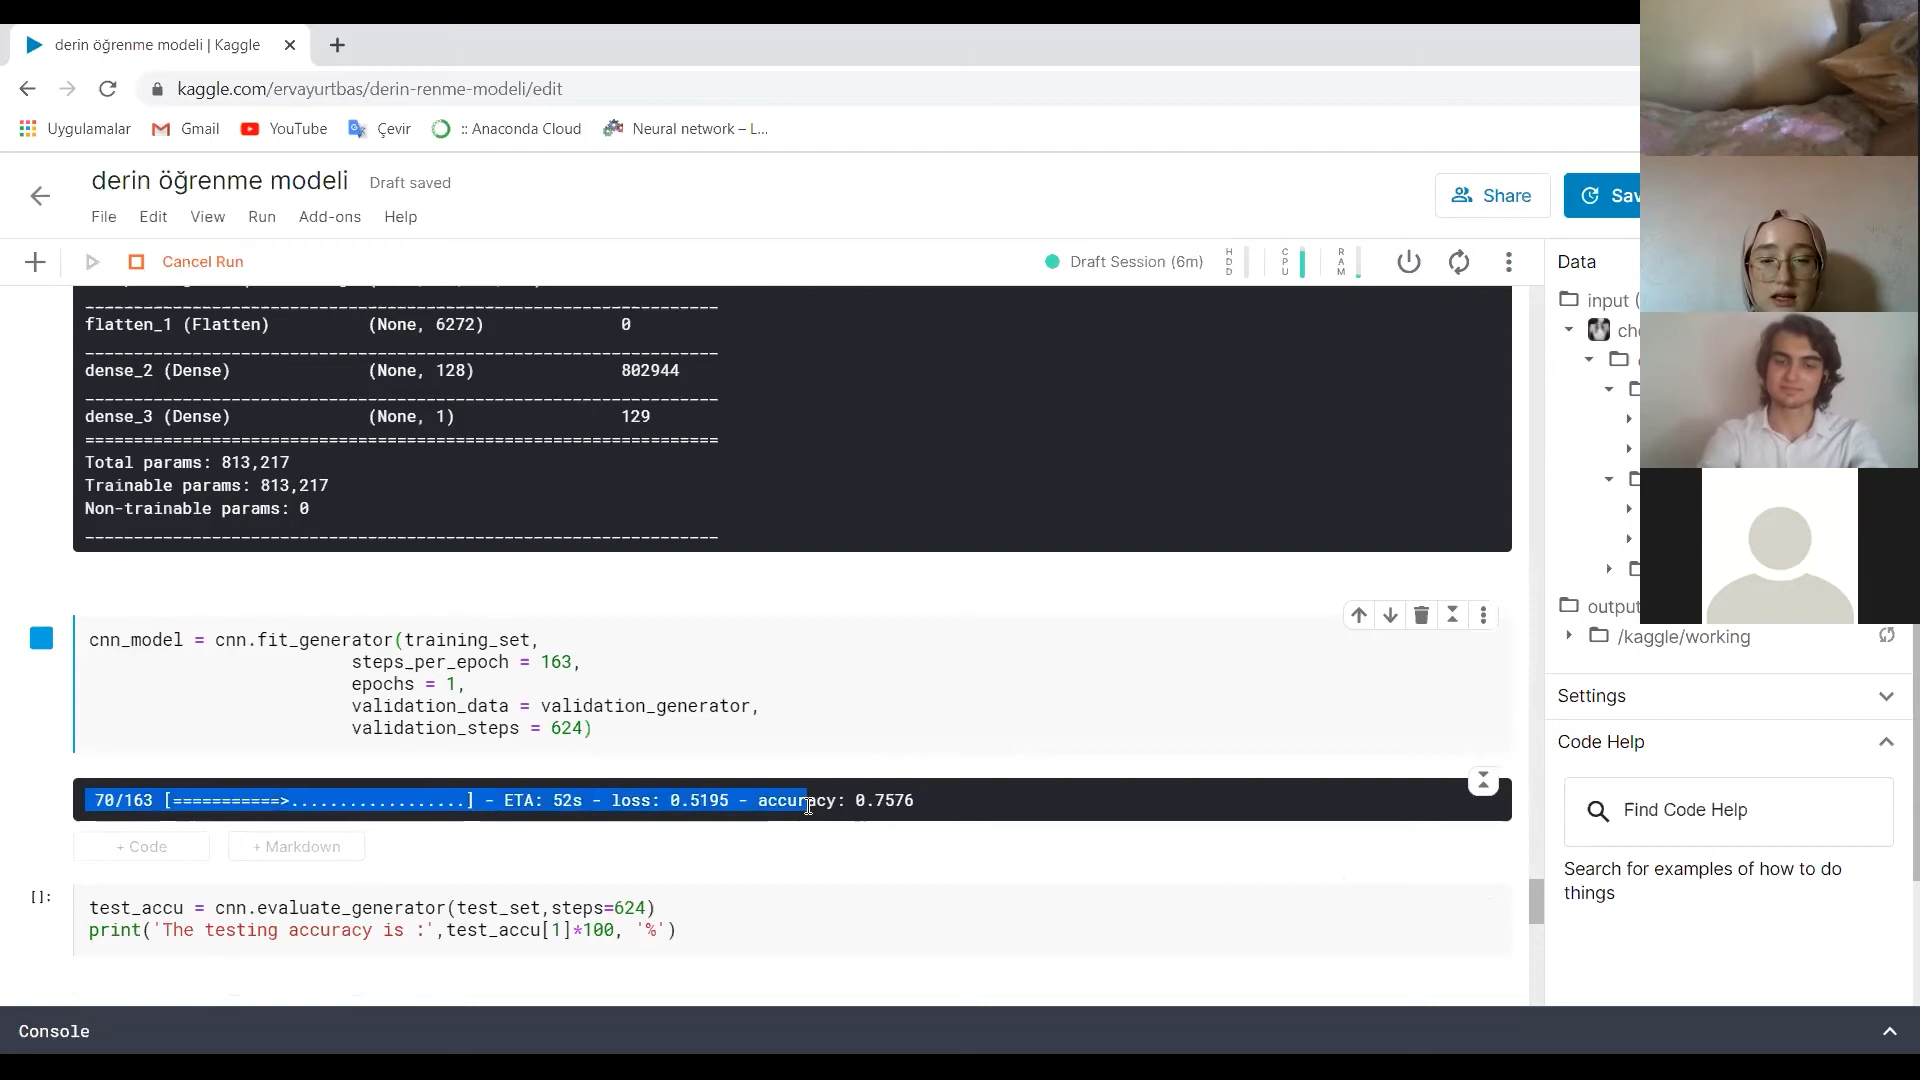 derin öğrenme modeli | Kaggle
kaggle.com/ervayurtbas/derin-renme-modeli/edit
Uygulamalar Gmail YouTube Çevir :: Anaconda Cloud Neural network – L...
derin öğrenme modeli Draft saved
Share Sav
File Edit View Run Add-ons Help
Cancel Run Draft Session (6m) HDD CPU RAM
Data
input (
flatten_1 (Flatten) (None, 6272) 0
dense_2 (Dense) (None, 128) 802944
dense_3 (Dense) (None, 1) 129
=================================================================
Total params: 813,217
Trainable params: 813,217
Non-trainable params: 0
_________________________________________________________________
output
/kaggle/working
cnn_model = cnn.fit_generator(training_set,
steps_per_epoch = 163,
epochs = 1,
validation_data = validation_generator,
validation_steps = 624)
Settings
Code Help
70/163 [===========>..................] - ETA: 52s - loss: 0.5195 - accuracy: 0.7576
Find Code Help
+ Code + Markdown
Search for examples of how to do
things
[]:
test_accu = cnn.evaluate_generator(test_set,steps=624)
print('The testing accuracy is :',test_accu[1]*100, '%')
Console